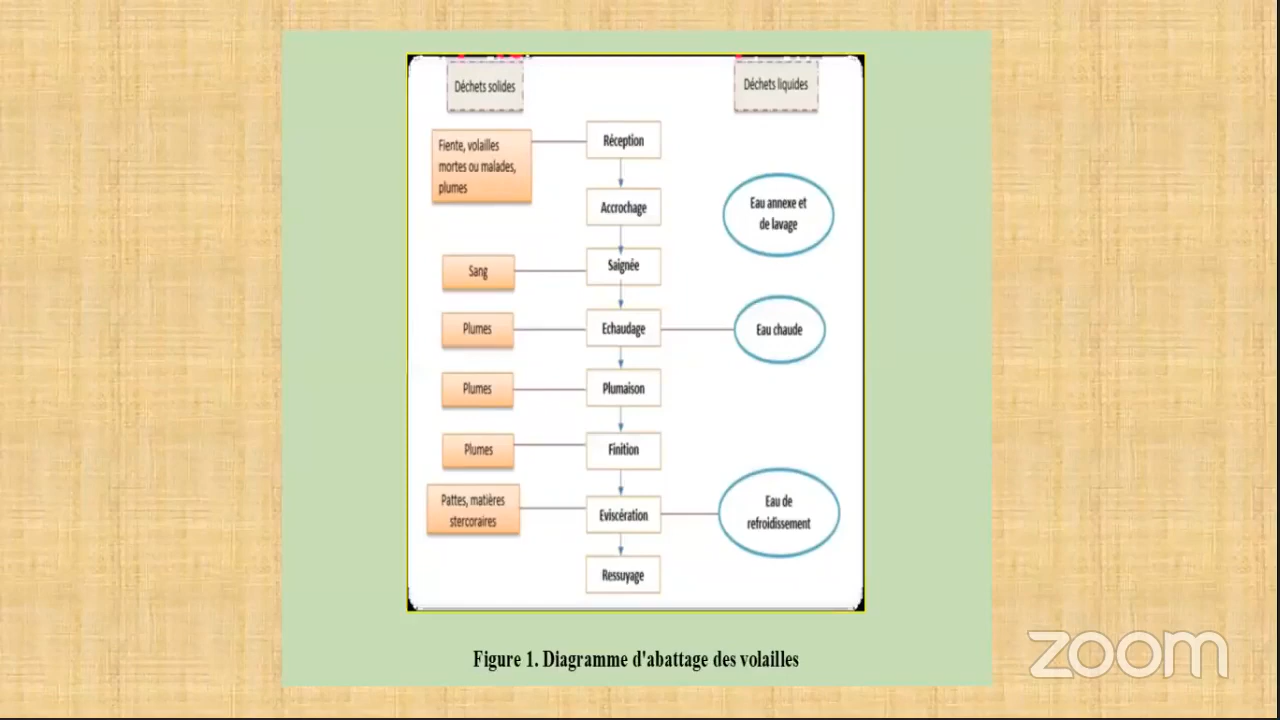 Déchets solides
Déchets liquides
Fiente, volailles
mortes ou malades,
plumes
Réception
Accrochage
Eau annexe et
de lavage
Sang
Saignée
Plumes
Echaudage
Eau chaude
Plumes
Plumaison
Plumes
Finition
Pattes, matières
stercoraires
Eviscération
Eau de
refroidissement
Ressuyage
Figure 1. Diagramme d'abattage des volailles
zoom